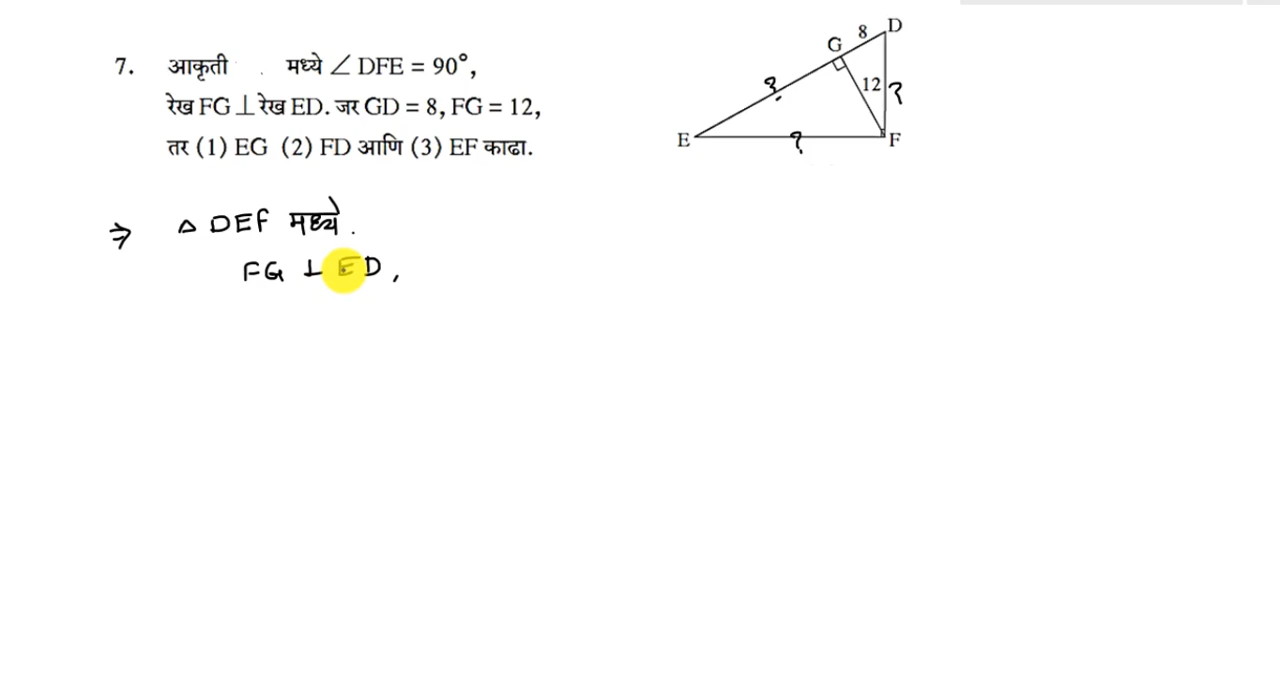 7. आकृती मध्ये ∠ DFE = 90°,
रेख FG ⊥ रेख ED. जर GD = 8, FG = 12,
तर (1) EG (2) FD आणि (3) EF काढा.
D
8
G
?
12
?
E
?
F
⇒ △ DEF मध्ये.
FG ⊥ ED,